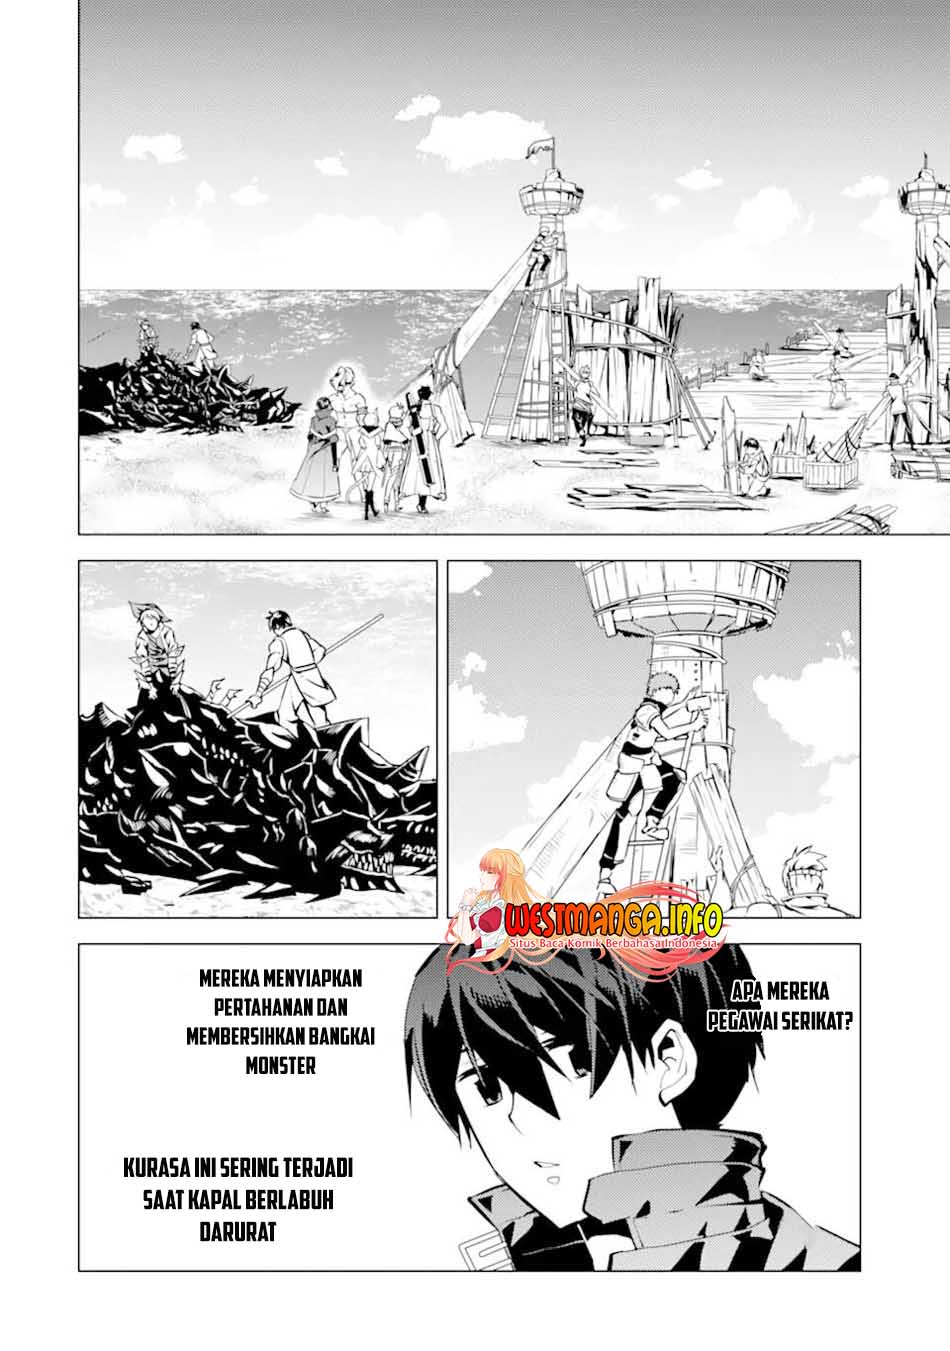 WESTMANGA.INFO
Situs Baca Komik Berbahasa Indonesia
APA MEREKA
PEGAWAI SERIKAT?
MEREKA MENYIAPKAN
PERTAHANAN DAN
MEMBERSIHKAN BANGKAI
MONSTER
KURASA INI SERING TERJADI
SAAT KAPAL BERLABUH
DARURAT